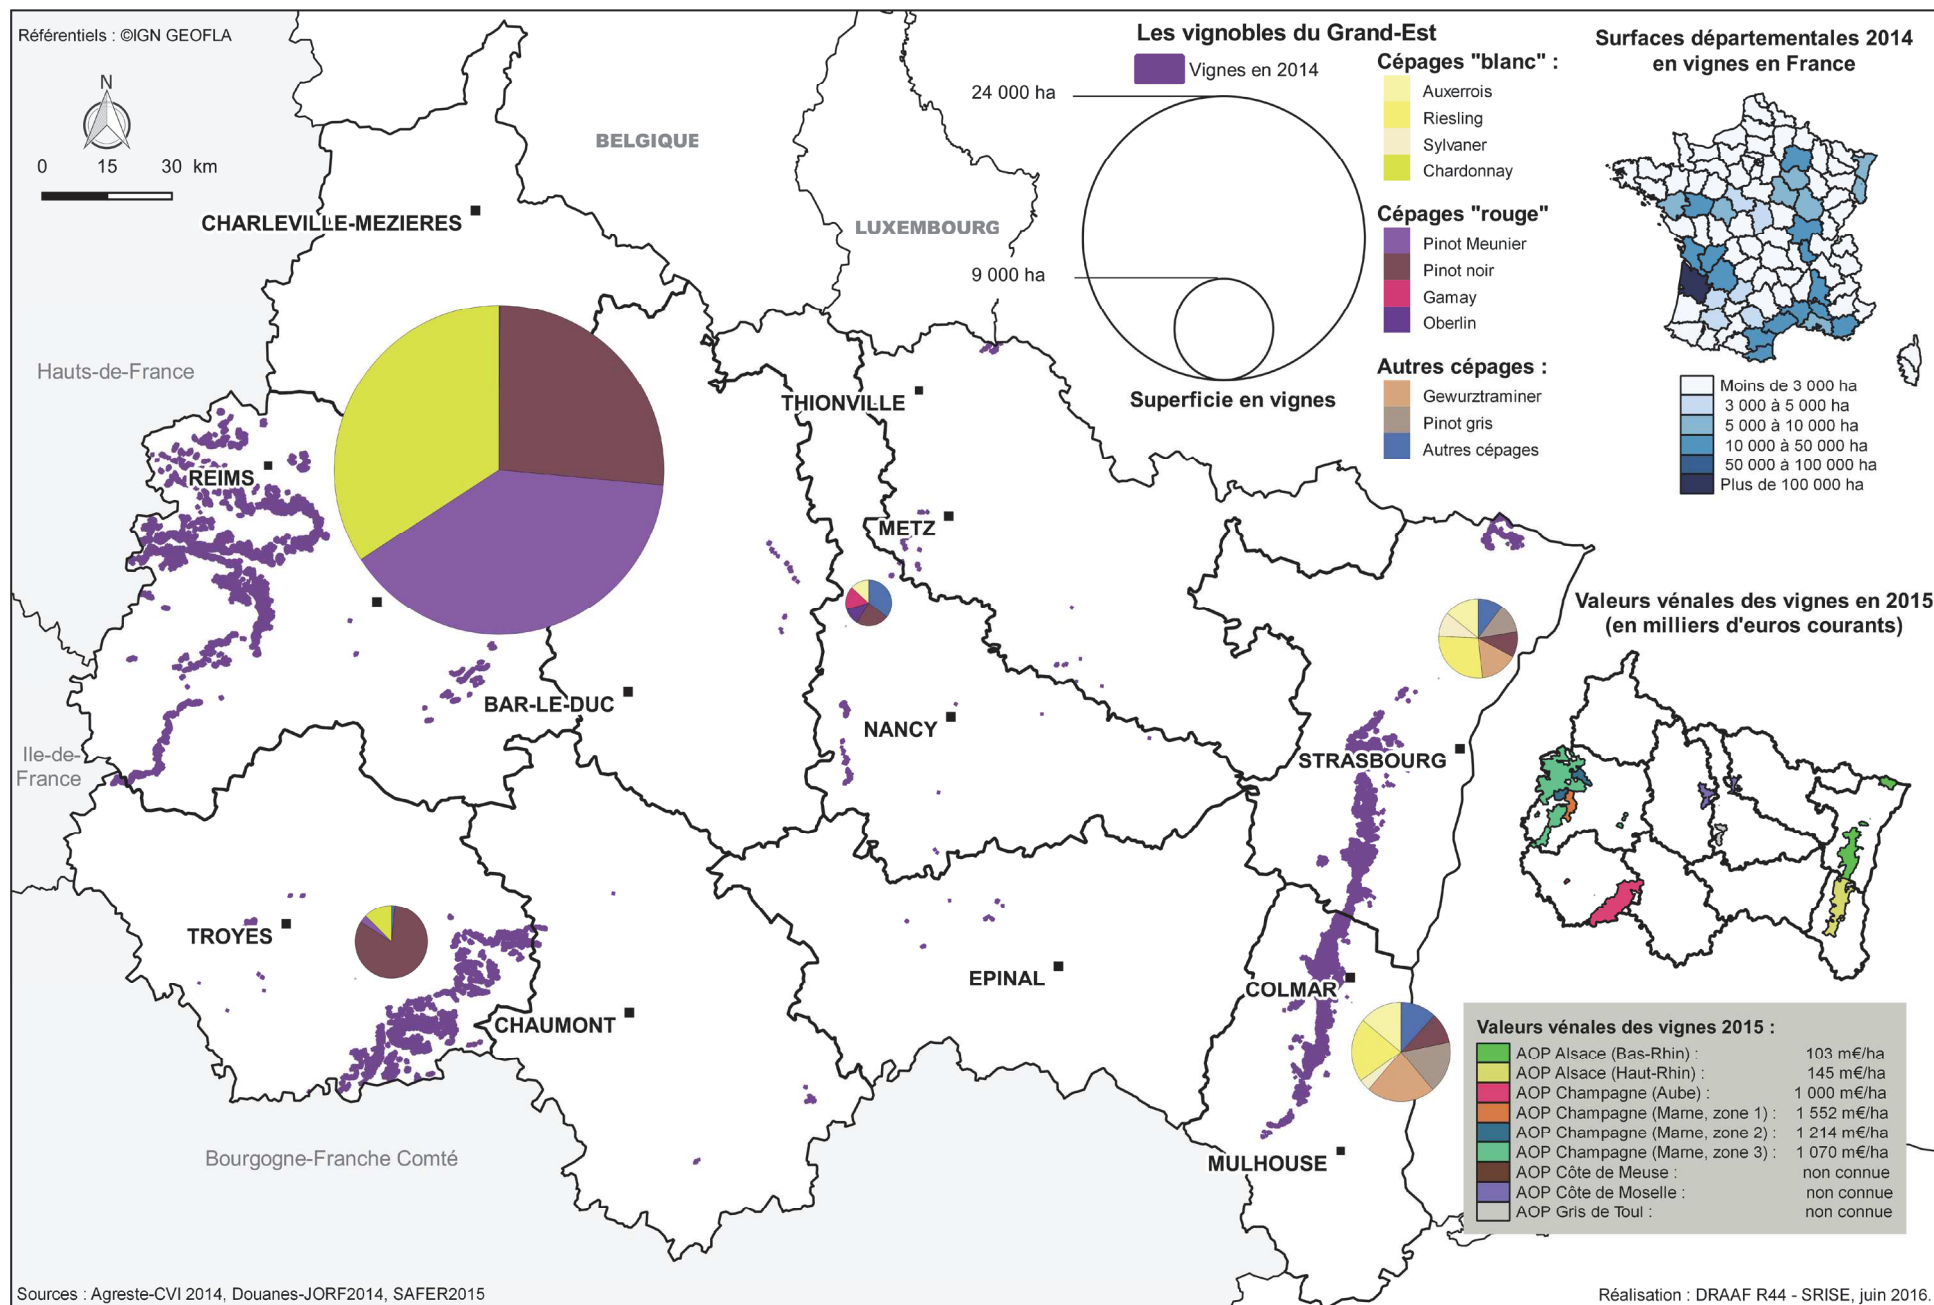 Référentiels : ©IGN GEOFLA
N
0 15 30 km
Les vignobles du Grand-Est
Vignes en 2014
24 000 ha
9 000 ha
Superficie en vignes
Cépages "blanc" :
Auxerrois
Riesling
Sylvaner
Chardonnay
Cépages "rouge"
Pinot Meunier
Pinot noir
Gamay
Oberlin
Autres cépages :
Gewurztraminer
Pinot gris
Autres cépages
Surfaces départementales 2014
en vignes en France
Moins de 3 000 ha
3 000 à 5 000 ha
5 000 à 10 000 ha
10 000 à 50 000 ha
50 000 à 100 000 ha
Plus de 100 000 ha
BELGIQUE
LUXEMBOURG
CHARLEVILLE-MEZIERES
Hauts-de-France
THIONVILLE
REIMS
METZ
BAR-LE-DUC
NANCY
STRASBOURG
Ile-de-
France
TROYES
EPINAL
COLMAR
CHAUMONT
MULHOUSE
Bourgogne-Franche Comté
Valeurs vénales des vignes en 2015
(en milliers d'euros courants)
Valeurs vénales des vignes 2015 :
AOP Alsace (Bas-Rhin) : 103 m€/ha
AOP Alsace (Haut-Rhin) : 145 m€/ha
AOP Champagne (Aube) : 1 000 m€/ha
AOP Champagne (Marne, zone 1) : 1 552 m€/ha
AOP Champagne (Marne, zone 2) : 1 214 m€/ha
AOP Champagne (Marne, zone 3) : 1 070 m€/ha
AOP Côte de Meuse : non connue
AOP Côte de Moselle : non connue
AOP Gris de Toul : non connue
Sources : Agreste-CVI 2014, Douanes-JORF2014, SAFER2015
Réalisation : DRAAF R44 - SRISE, juin 2016.